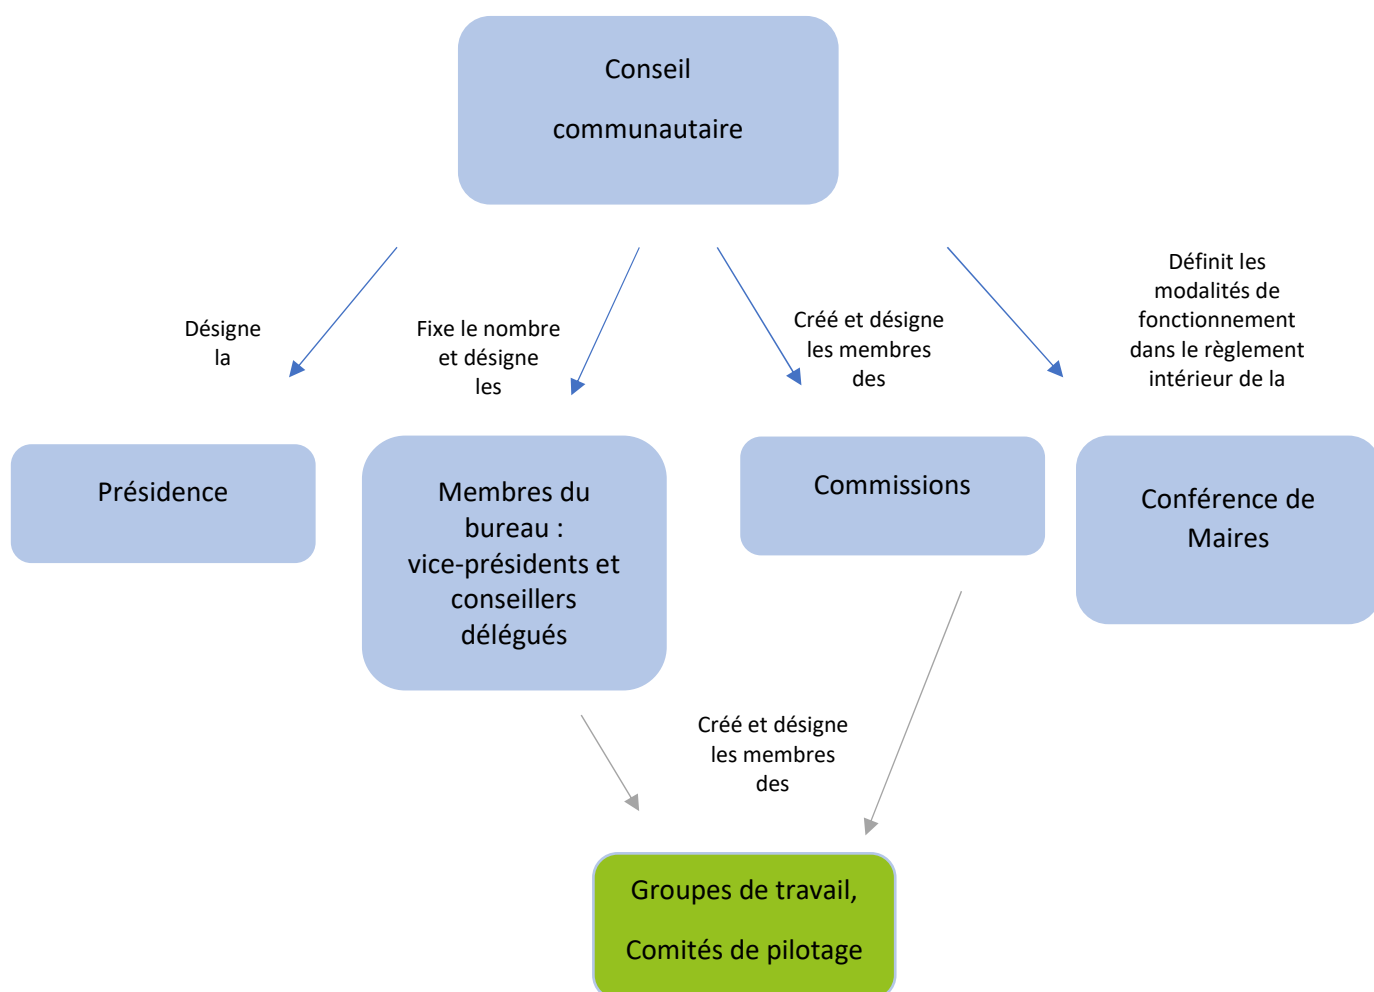 Conseil
communautaire
Désigne
la
Fixe le nombre
et désigne
les
Créé et désigne
les membres
des
Définit les
modalités de
fonctionnement
dans le règlement
intérieur de la
Présidence
Membres du
bureau :
vice-présidents et
conseillers
délégués
Commissions
Conférence de
Maires
Créé et désigne
les membres
des
Groupes de travail,
Comités de pilotage